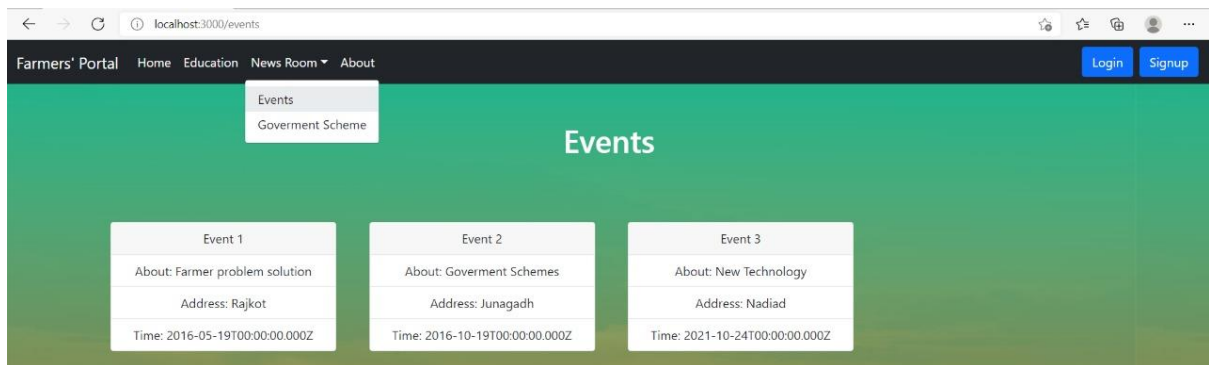 localhost:3000/events
Farmers' Portal Home Education News Room About Login Signup
Events
Goverment Scheme
Events
Event 1
About: Farmer problem solution
Address: Rajkot
Time: 2016-05-19T00:00:00.000Z
Event 2
About: Goverment Schemes
Address: Junagadh
Time: 2016-10-19T00:00:00.000Z
Event 3
About: New Technology
Address: Nadiad
Time: 2021-10-24T00:00:00.000Z